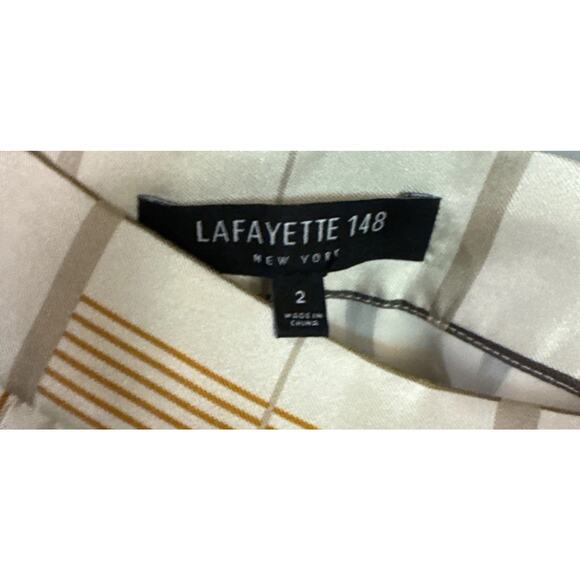 LAFAYETTE 148
NEW YORK
2
MADE IN
CHINA